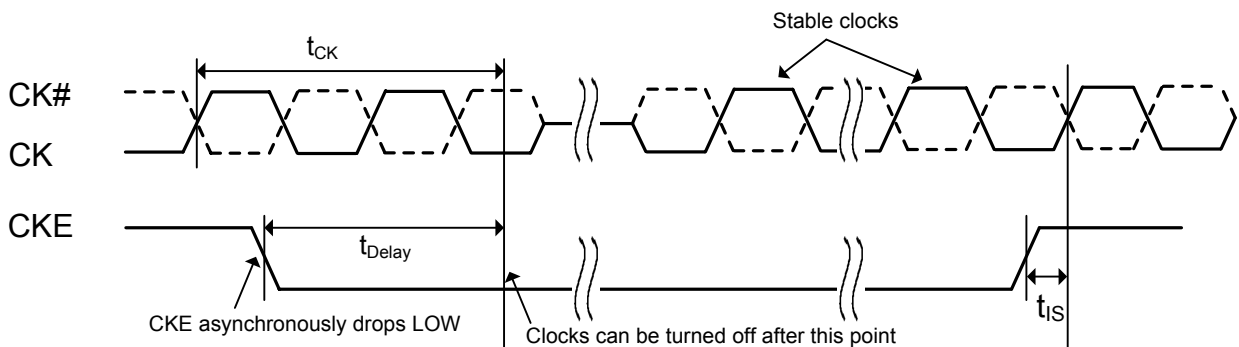 Stable clocks
tCK
CK#
CK
CKE
tDelay
tIS
CKE asynchronously drops LOW
Clocks can be turned off after this point